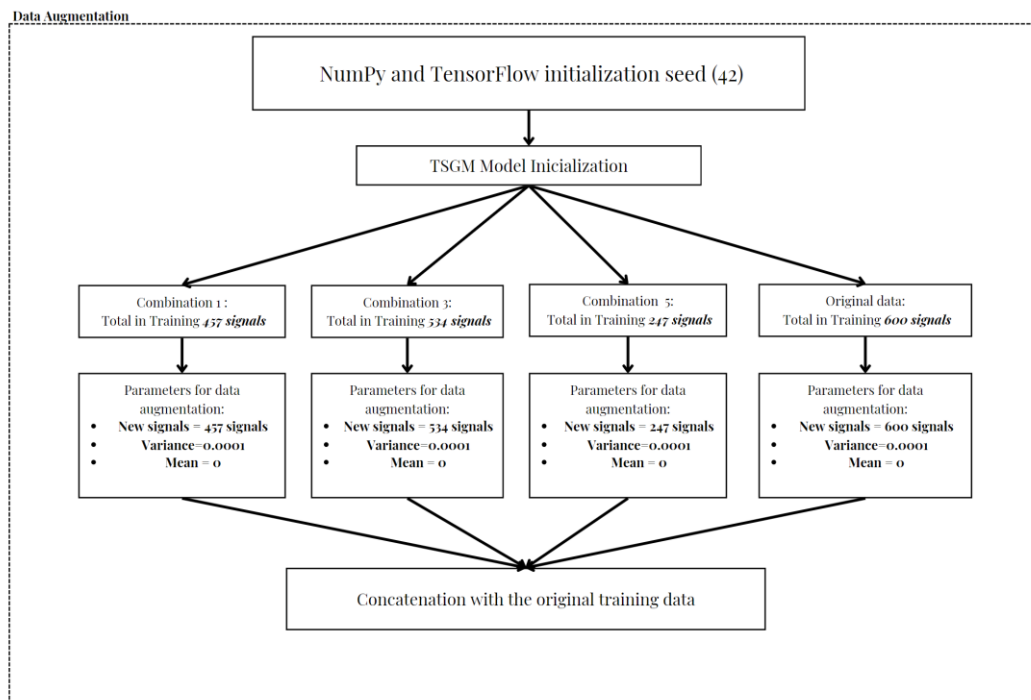 Data Augmentation
NumPy and TensorFlow initialization seed (42)
TSGM Model Inicialization
Combination 1 :
Total in Training 457 signals
Combination 3:
Total in Training 534 signals
Combination 5:
Total in Training 247 signals
Original data:
Total in Training 600 signals
Parameters for data
augmentation:
• New signals = 457 signals
• Variance=0.0001
• Mean = 0
Parameters for data
augmentation:
• New signals = 534 signals
• Variance=0.0001
• Mean = 0
Parameters for data
augmentation:
• New signals = 247 signals
• Variance=0.0001
• Mean = 0
Parameters for data
augmentation:
• New signals = 600 signals
• Variance=0.0001
• Mean = 0
Concatenation with the original training data